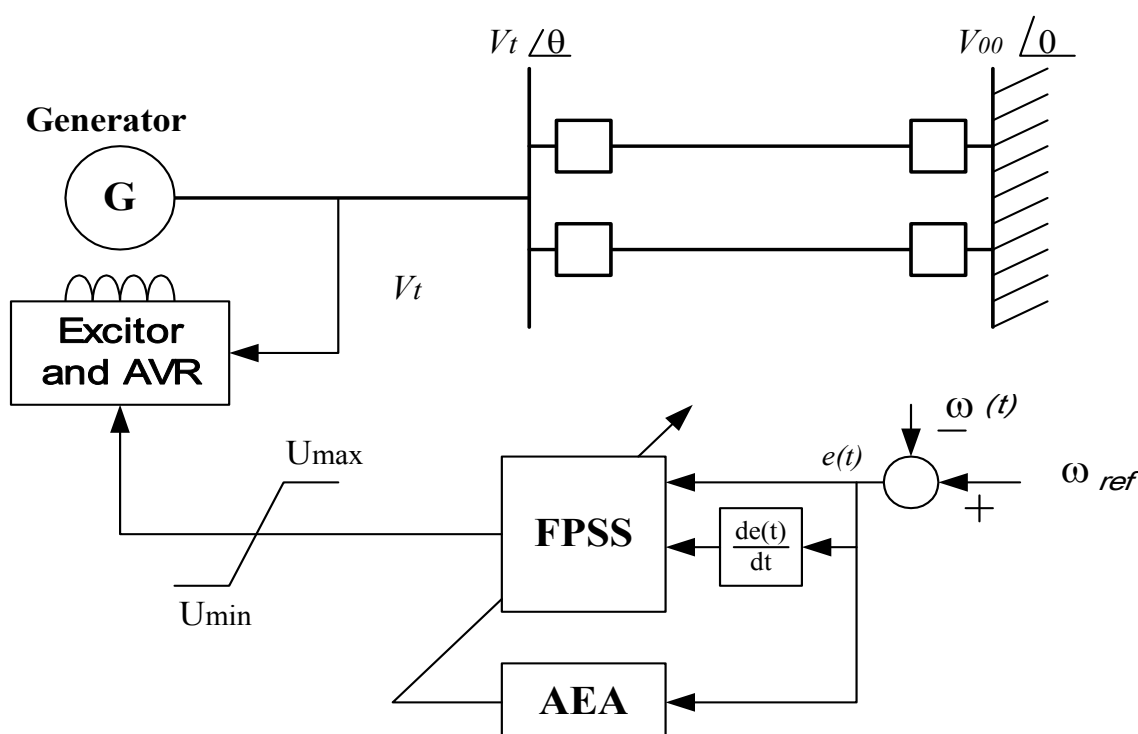 Vt /θ
V00 /0
Generator
G
Vt
Excitor
and AVR
ω (t)
−
Umax
e(t)
ω ref
+
FPSS
de(t)
dt
Umin
AEA